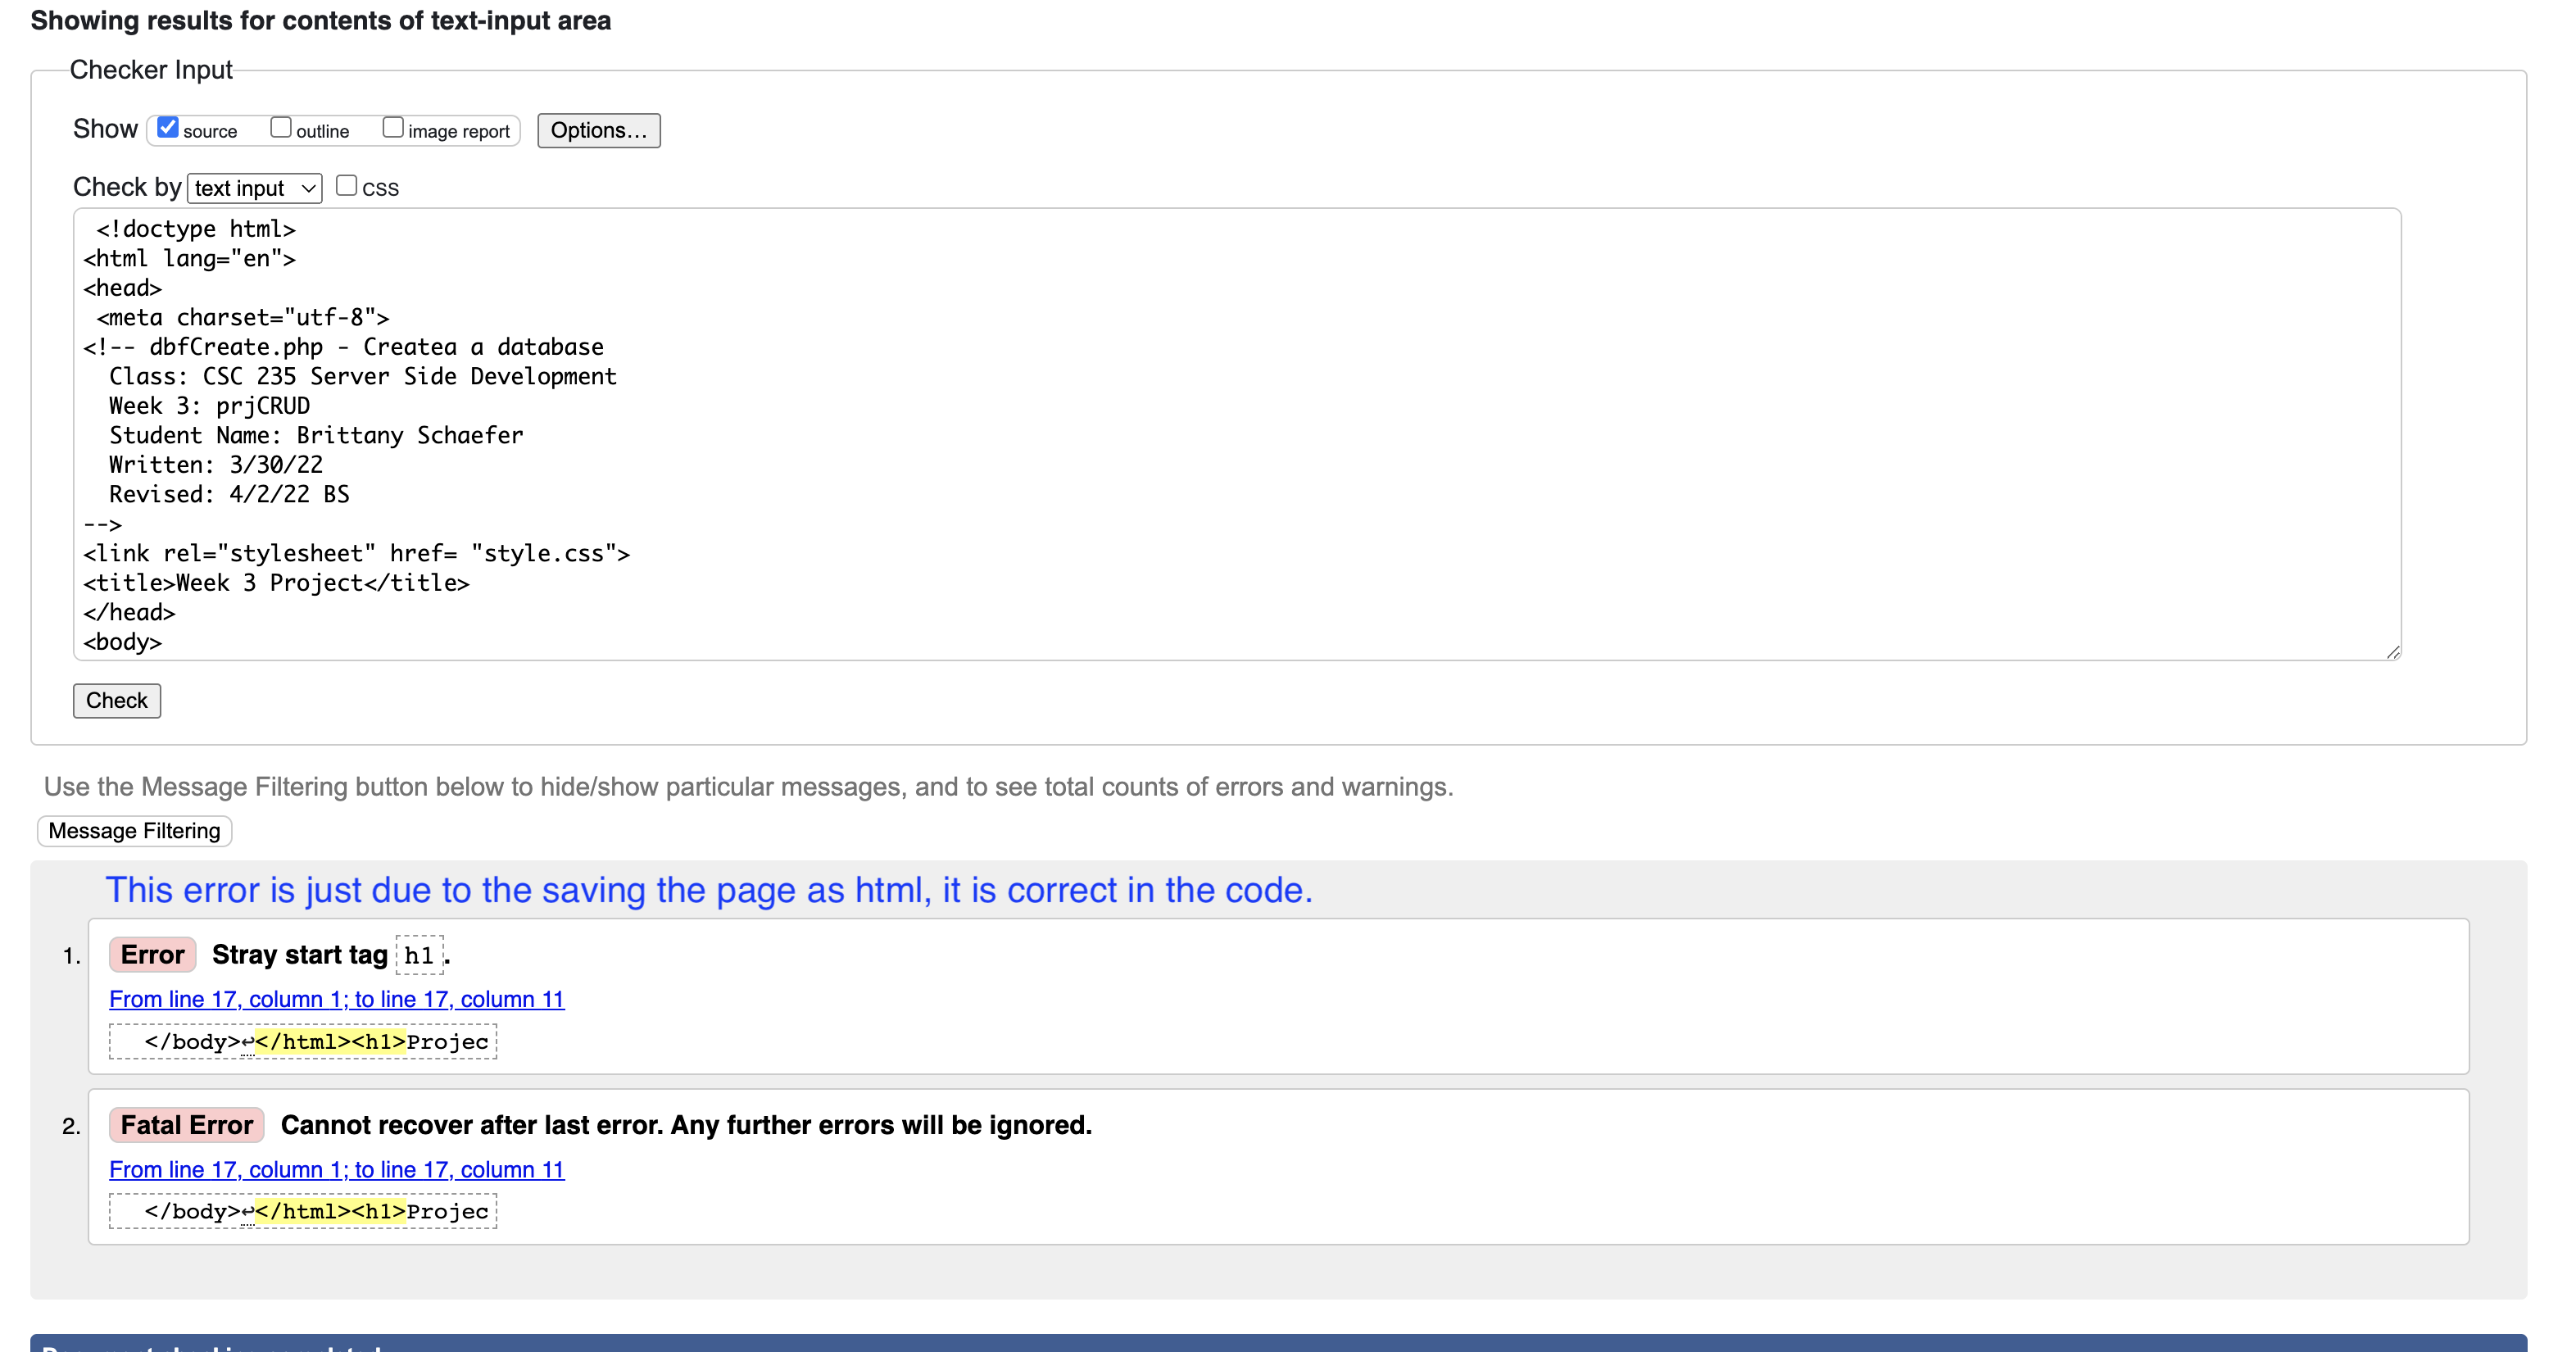 Showing results for contents of text-input area
Checker Input
Show source outline image report Options...
Check by text input CSS
<!doctype html>
<html lang="en">
<head>
<meta charset="utf-8">
<!-- dbfCreate.php - Createa a database
Class: CSC 235 Server Side Development
Week 3: prjCRUD
Student Name: Brittany Schaefer
Written: 3/30/22
Revised: 4/2/22 BS
-->
<link rel="stylesheet" href= "style.css">
<title>Week 3 Project</title>
</head>
<body>
Check
Use the Message Filtering button below to hide/show particular messages, and to see total counts of errors and warnings.
Message Filtering
This error is just due to the saving the page as html, it is correct in the code.
1. Error Stray start tag h1.
From line 17, column 1; to line 17, column 11
</body>↩</html><h1>Projec
2. Fatal Error Cannot recover after last error. Any further errors will be ignored.
From line 17, column 1; to line 17, column 11
</body>↩</html><h1>Projec